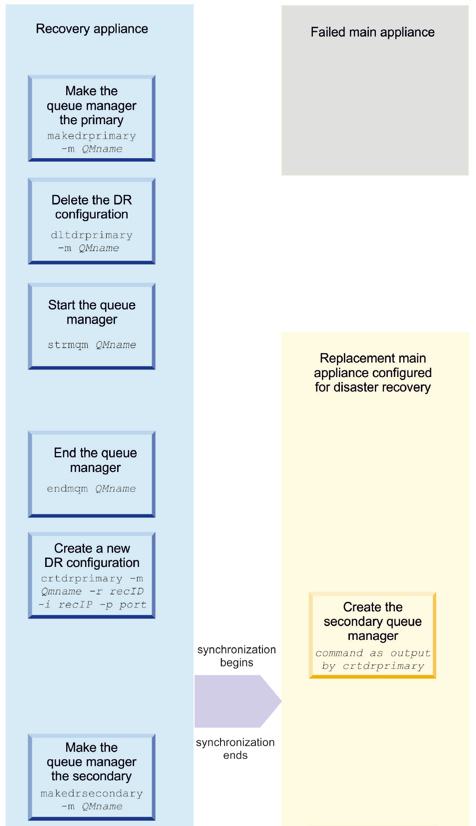 Recovery appliance
Failed main appliance
Make the
queue manager
the primary
makedrprimary
-m QMname
Delete the DR
configuration
dltdrprimary
-m QMname
Start the queue
manager
strmqm QMname
Replacement main
appliance configured
for disaster recovery
End the queue
manager
endmqm QMname
Create a new
DR configuration
crtdrprimary -m
Qmname -r recID
-i recIP -p port
Create the
secondary queue
manager
command as output
by crtdrprimary
synchronization
begins
synchronization
ends
Make the
queue manager
the secondary
makedrsecondary
-m QMname